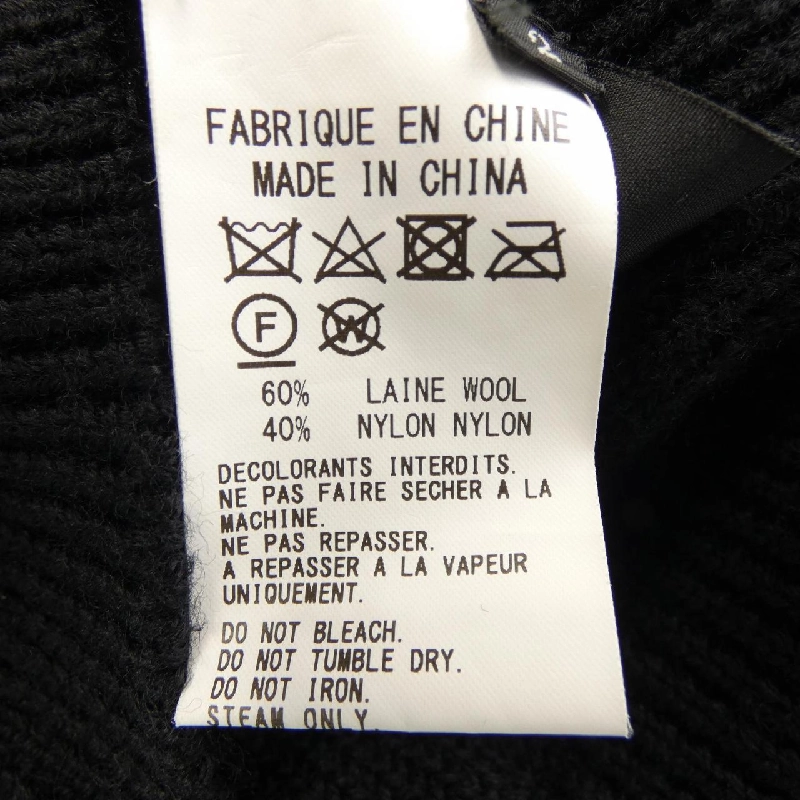 2
FABRIQUE EN CHINE
MADE IN CHINA
F W
60% LAINE WOOL
40% NYLON NYLON
DECOLORANTS INTERDITS.
NE PAS FAIRE SECHER A LA
MACHINE.
NE PAS REPASSER.
A REPASSER A LA VAPEUR
UNIQUEMENT.
DO NOT BLEACH.
DO NOT TUMBLE DRY.
DO NOT IRON.
STEAM ONLY.